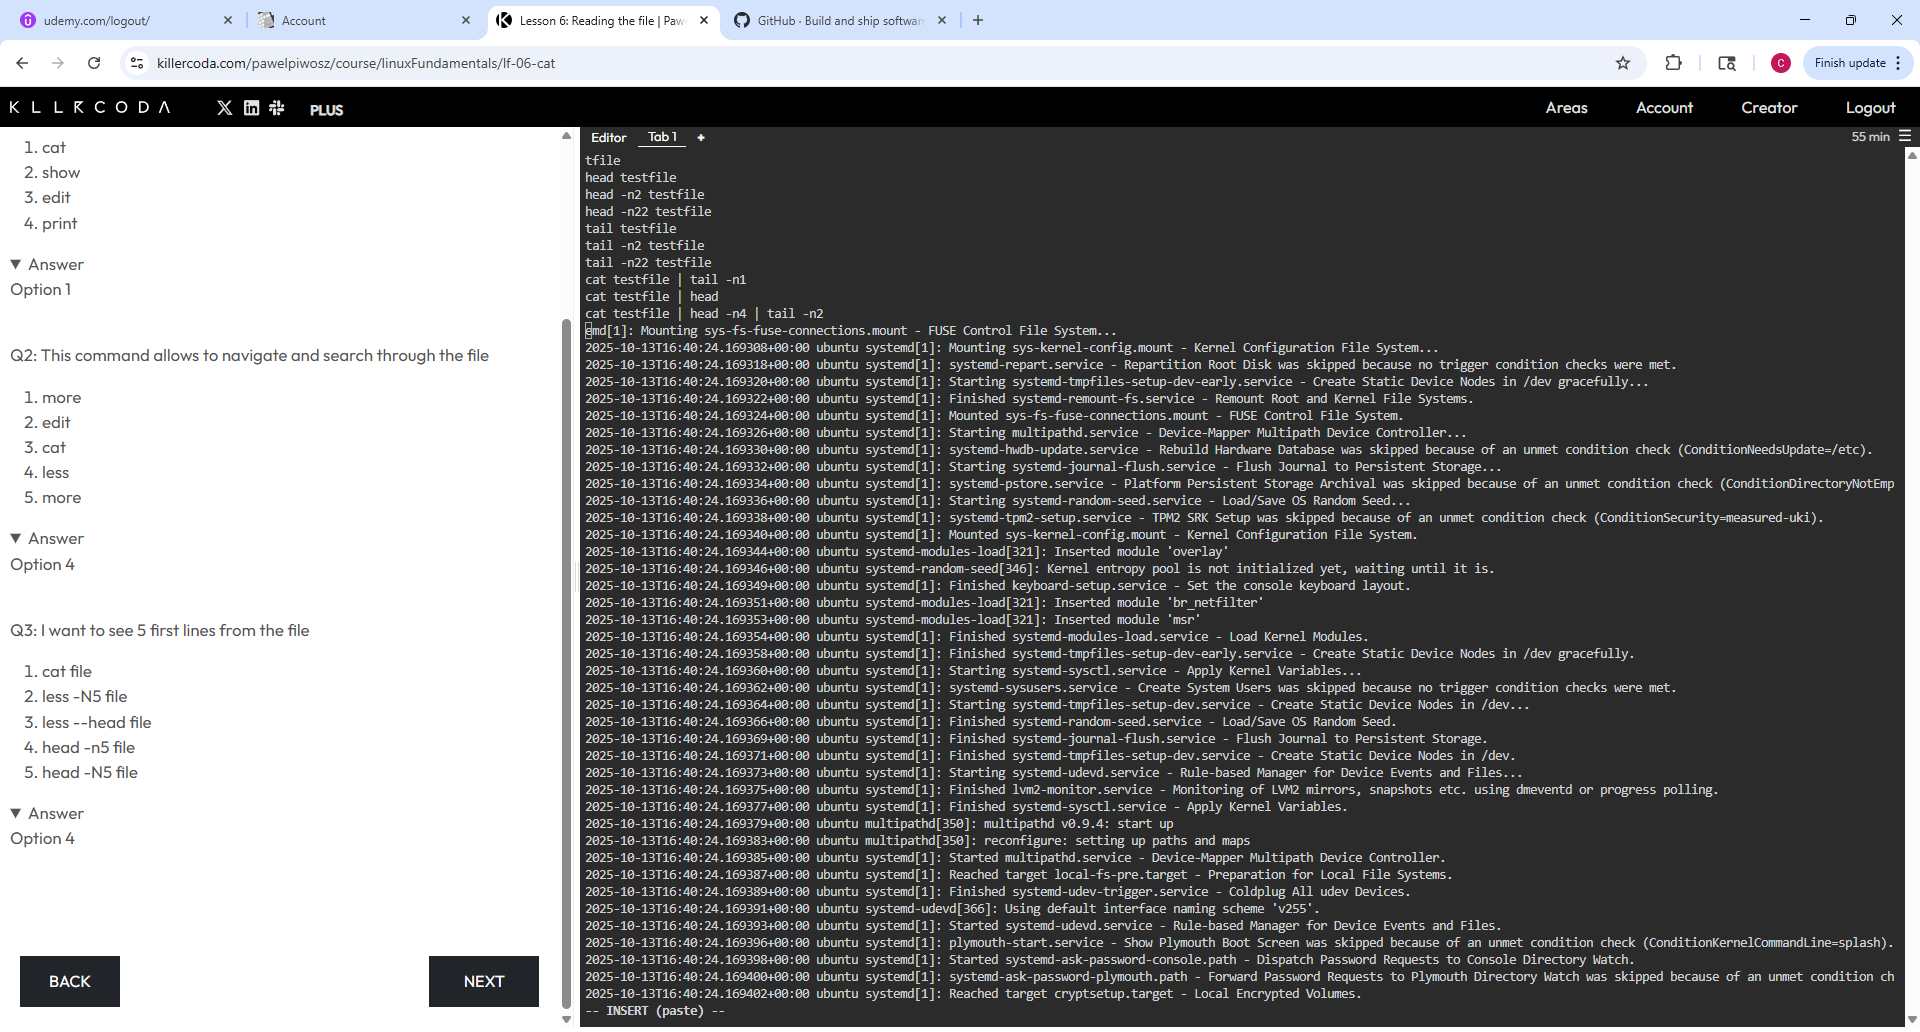 udemy.com/logout/
Account
Lesson 6: Reading the file | Paw
GitHub · Build and ship softwar
killercoda.com/pawelpiwosz/course/linuxFundamentals/lf-06-cat
C
Finish update
KLLRCODA
PLUS
Areas
Account
Creator
Logout
1. cat
2. show
3. edit
4. print
▼ Answer
Option 1
Q2: This command allows to navigate and search through the file
1. more
2. edit
3. cat
4. less
5. more
▼ Answer
Option 4
Q3: I want to see 5 first lines from the file
1. cat file
2. less -N5 file
3. less --head file
4. head -n5 file
5. head -N5 file
▼ Answer
Option 4
BACK
NEXT
Editor
Tab 1
+
55 min
tfile
head testfile
head -n2 testfile
head -n22 testfile
tail testfile
tail -n2 testfile
tail -n22 testfile
cat testfile | tail -n1
cat testfile | head
cat testfile | head -n4 | tail -n2
emd[1]: Mounting sys-fs-fuse-connections.mount - FUSE Control File System...
2025-10-13T16:40:24.169308+00:00 ubuntu systemd[1]: Mounting sys-kernel-config.mount - Kernel Configuration File System...
2025-10-13T16:40:24.169318+00:00 ubuntu systemd[1]: systemd-repart.service - Repartition Root Disk was skipped because no trigger condition checks were met.
2025-10-13T16:40:24.169320+00:00 ubuntu systemd[1]: Starting systemd-tmpfiles-setup-dev-early.service - Create Static Device Nodes in /dev gracefully...
2025-10-13T16:40:24.169322+00:00 ubuntu systemd[1]: Finished systemd-remount-fs.service - Remount Root and Kernel File Systems.
2025-10-13T16:40:24.169324+00:00 ubuntu systemd[1]: Mounted sys-fs-fuse-connections.mount - FUSE Control File System.
2025-10-13T16:40:24.169326+00:00 ubuntu systemd[1]: Starting multipathd.service - Device-Mapper Multipath Device Controller...
2025-10-13T16:40:24.169330+00:00 ubuntu systemd[1]: systemd-hwdb-update.service - Rebuild Hardware Database was skipped because of an unmet condition check (ConditionNeedsUpdate=/etc).
2025-10-13T16:40:24.169332+00:00 ubuntu systemd[1]: Starting systemd-journal-flush.service - Flush Journal to Persistent Storage...
2025-10-13T16:40:24.169334+00:00 ubuntu systemd[1]: systemd-pstore.service - Platform Persistent Storage Archival was skipped because of an unmet condition check (ConditionDirectoryNotEmp
2025-10-13T16:40:24.169336+00:00 ubuntu systemd[1]: Starting systemd-random-seed.service - Load/Save OS Random Seed...
2025-10-13T16:40:24.169338+00:00 ubuntu systemd[1]: systemd-tpm2-setup.service - TPM2 SRK Setup was skipped because of an unmet condition check (ConditionSecurity=measured-uki).
2025-10-13T16:40:24.169340+00:00 ubuntu systemd[1]: Mounted sys-kernel-config.mount - Kernel Configuration File System.
2025-10-13T16:40:24.169344+00:00 ubuntu systemd-modules-load[321]: Inserted module 'overlay'
2025-10-13T16:40:24.169346+00:00 ubuntu systemd-random-seed[346]: Kernel entropy pool is not initialized yet, waiting until it is.
2025-10-13T16:40:24.169349+00:00 ubuntu systemd[1]: Finished keyboard-setup.service - Set the console keyboard layout.
2025-10-13T16:40:24.169351+00:00 ubuntu systemd-modules-load[321]: Inserted module 'br_netfilter'
2025-10-13T16:40:24.169353+00:00 ubuntu systemd-modules-load[321]: Inserted module 'msr'
2025-10-13T16:40:24.169354+00:00 ubuntu systemd[1]: Finished systemd-modules-load.service - Load Kernel Modules.
2025-10-13T16:40:24.169358+00:00 ubuntu systemd[1]: Finished systemd-tmpfiles-setup-dev-early.service - Create Static Device Nodes in /dev gracefully.
2025-10-13T16:40:24.169360+00:00 ubuntu systemd[1]: Starting systemd-sysctl.service - Apply Kernel Variables...
2025-10-13T16:40:24.169362+00:00 ubuntu systemd[1]: systemd-sysusers.service - Create System Users was skipped because no trigger condition checks were met.
2025-10-13T16:40:24.169364+00:00 ubuntu systemd[1]: Starting systemd-tmpfiles-setup-dev.service - Create Static Device Nodes in /dev...
2025-10-13T16:40:24.169366+00:00 ubuntu systemd[1]: Finished systemd-random-seed.service - Load/Save OS Random Seed.
2025-10-13T16:40:24.169369+00:00 ubuntu systemd[1]: Finished systemd-journal-flush.service - Flush Journal to Persistent Storage.
2025-10-13T16:40:24.169371+00:00 ubuntu systemd[1]: Finished systemd-tmpfiles-setup-dev.service - Create Static Device Nodes in /dev.
2025-10-13T16:40:24.169373+00:00 ubuntu systemd[1]: Starting systemd-udevd.service - Rule-based Manager for Device Events and Files...
2025-10-13T16:40:24.169375+00:00 ubuntu systemd[1]: Finished lvm2-monitor.service - Monitoring of LVM2 mirrors, snapshots etc. using dmeventd or progress polling.
2025-10-13T16:40:24.169377+00:00 ubuntu systemd[1]: Finished systemd-sysctl.service - Apply Kernel Variables.
2025-10-13T16:40:24.169379+00:00 ubuntu multipathd[350]: multipathd v0.9.4: start up
2025-10-13T16:40:24.169383+00:00 ubuntu multipathd[350]: reconfigure: setting up paths and maps
2025-10-13T16:40:24.169385+00:00 ubuntu systemd[1]: Started multipathd.service - Device-Mapper Multipath Device Controller.
2025-10-13T16:40:24.169387+00:00 ubuntu systemd[1]: Reached target local-fs-pre.target - Preparation for Local File Systems.
2025-10-13T16:40:24.169389+00:00 ubuntu systemd[1]: Finished systemd-udev-trigger.service - Coldplug All udev Devices.
2025-10-13T16:40:24.169391+00:00 ubuntu systemd-udevd[366]: Using default interface naming scheme 'v255'.
2025-10-13T16:40:24.169393+00:00 ubuntu systemd[1]: Started systemd-udevd.service - Rule-based Manager for Device Events and Files.
2025-10-13T16:40:24.169396+00:00 ubuntu systemd[1]: plymouth-start.service - Show Plymouth Boot Screen was skipped because of an unmet condition check (ConditionKernelCommandLine=splash).
2025-10-13T16:40:24.169398+00:00 ubuntu systemd[1]: Started systemd-ask-password-console.path - Dispatch Password Requests to Console Directory Watch.
2025-10-13T16:40:24.169400+00:00 ubuntu systemd[1]: systemd-ask-password-plymouth.path - Forward Password Requests to Plymouth Directory Watch was skipped because of an unmet condition ch
2025-10-13T16:40:24.169402+00:00 ubuntu systemd[1]: Reached target cryptsetup.target - Local Encrypted Volumes.
-- INSERT (paste) --